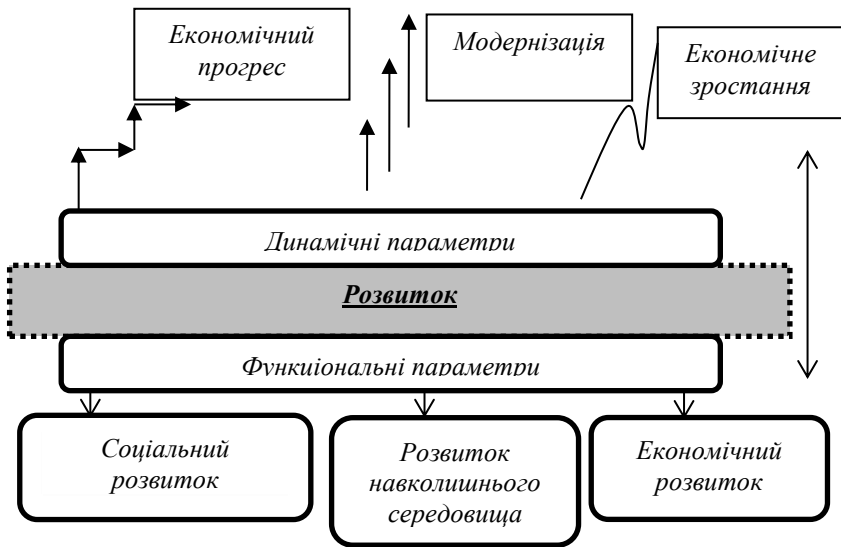 Економічний
прогрес
Модернізація
Економічне
зростання
Динамічні параметри
Розвиток
Функціональні параметри
Соціальний
розвиток
Розвиток
навколишнього
середовища
Економічний
розвиток